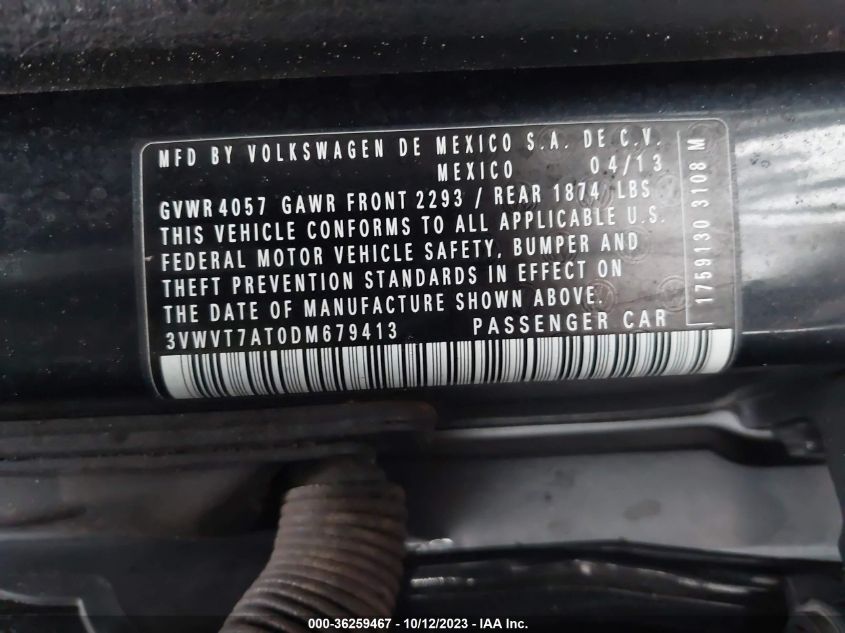 MFD BY VOLKSWAGEN DE MEXICO S.A. DE C.V.
MEXICO 04/13
GVWR 4057 GAWR FRONT 2293 / REAR 1874 LBS
THIS VEHICLE CONFORMS TO ALL APPLICABLE U.S.
FEDERAL MOTOR VEHICLE SAFETY, BUMPER AND
THEFT PREVENTION STANDARDS IN EFFECT ON
THE DATE OF MANUFACTURE SHOWN ABOVE.
3VWVT7AT0DM679413 PASSENGER CAR
1759130 3108 M
000-36259467 - 10/12/2023 - IAA Inc.